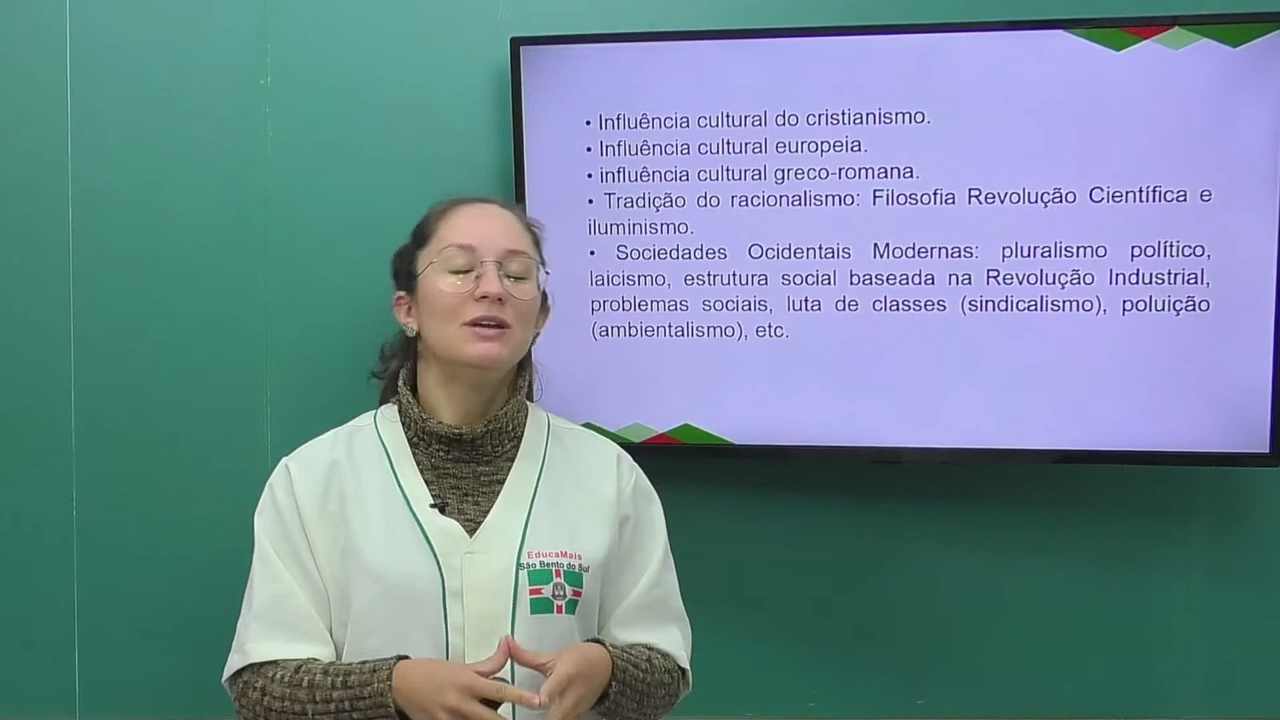 • Influência cultural do cristianismo.
• Influência cultural europeia.
• influência cultural greco-romana.
• Tradição do racionalismo: Filosofia Revolução Científica e
iluminismo.
• Sociedades Ocidentais Modernas: pluralismo político,
laicismo, estrutura social baseada na Revolução Industrial,
problemas sociais, luta de classes (sindicalismo), poluição
(ambientalismo), etc.
EducaMais
São Bento do Sul